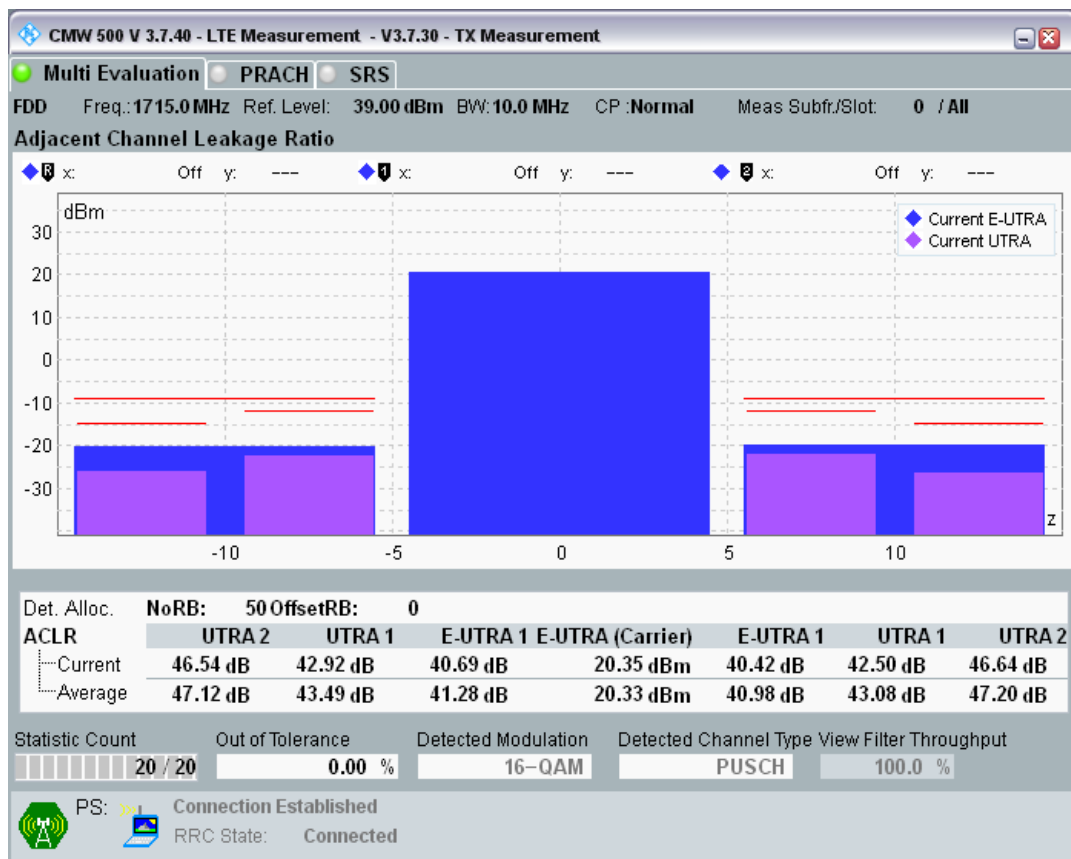 CMW 500 V 3.7.40 - LTE Measurement - V3.7.30 - TX Measurement
Multi Evaluation PRACH SRS
FDD Freq.: 1715.0 MHz Ref. Level: 39.00 dBm BW: 10.0 MHz CP :Normal Meas Subfr./Slot: 0 / All
Adjacent Channel Leakage Ratio
R x: Off y: --- 1 x: Off y: --- 2 x: Off y: ---
dBm
Current E-UTRA
Current UTRA
30
20
10
0
-10
-20
-30
z
-10 -5 0 5 10
Det. Alloc. NoRB: 50 OffsetRB: 0
ACLR UTRA 2 UTRA 1 E-UTRA 1 E-UTRA (Carrier) E-UTRA 1 UTRA 1 UTRA 2
Current 46.54 dB 42.92 dB 40.69 dB 20.35 dBm 40.42 dB 42.50 dB 46.64 dB
Average 47.12 dB 43.49 dB 41.28 dB 20.33 dBm 40.98 dB 43.08 dB 47.20 dB
Statistic Count Out of Tolerance Detected Modulation Detected Channel Type View Filter Throughput
20 / 20 0.00 % 16-QAM PUSCH 100.0 %
PS: Connection Established
RRC State: Connected